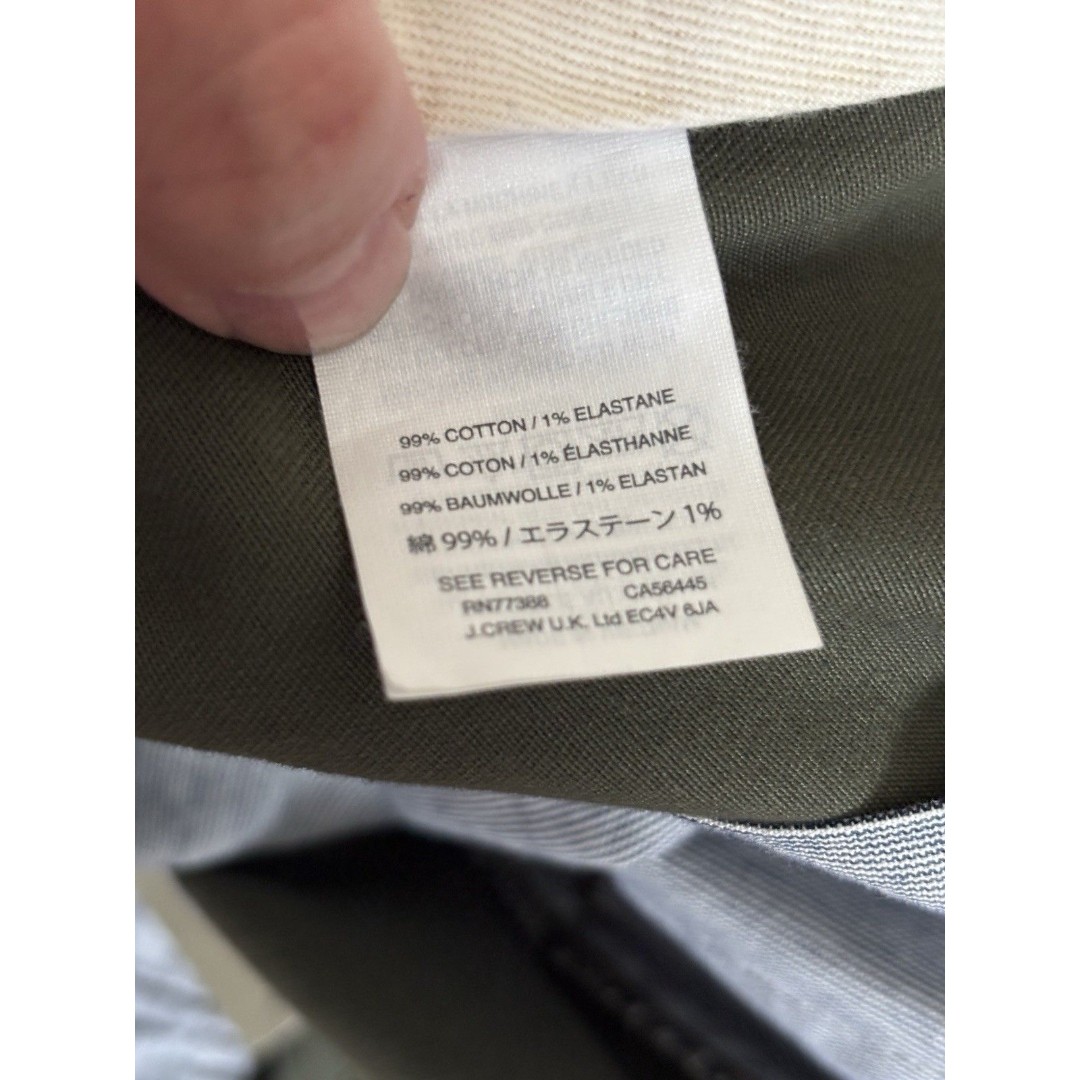 99% COTTON / 1% ELASTANE
99% COTON / 1% ÉLASTHANNE
99% BAUMWOLLE / 1% ELASTAN
綿 99% / エラステーン 1%
SEE REVERSE FOR CARE
RN77388 CA56445
J.CREW U.K. Ltd EC4V 6JA